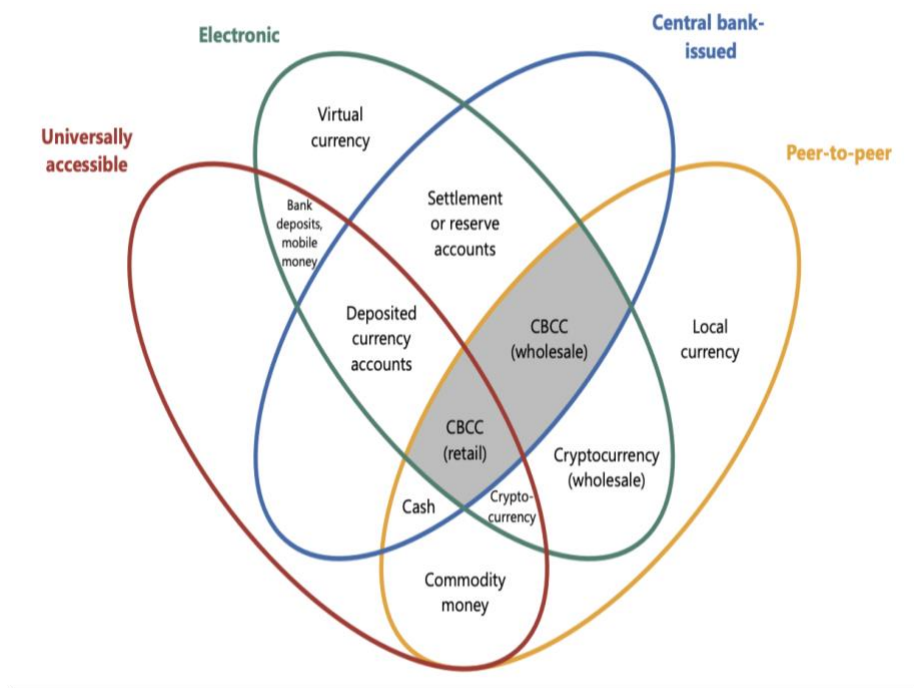 Electronic
Central bank-
issued
Universally
accessible
Peer-to-peer
Virtual
currency
Bank
deposits,
mobile
money
Settlement
or reserve
accounts
Deposited
currency
accounts
CBCC
(wholesale)
Local
currency
CBCC
(retail)
Cryptocurrency
(wholesale)
Cash
Crypto-
currency
Commodity
money